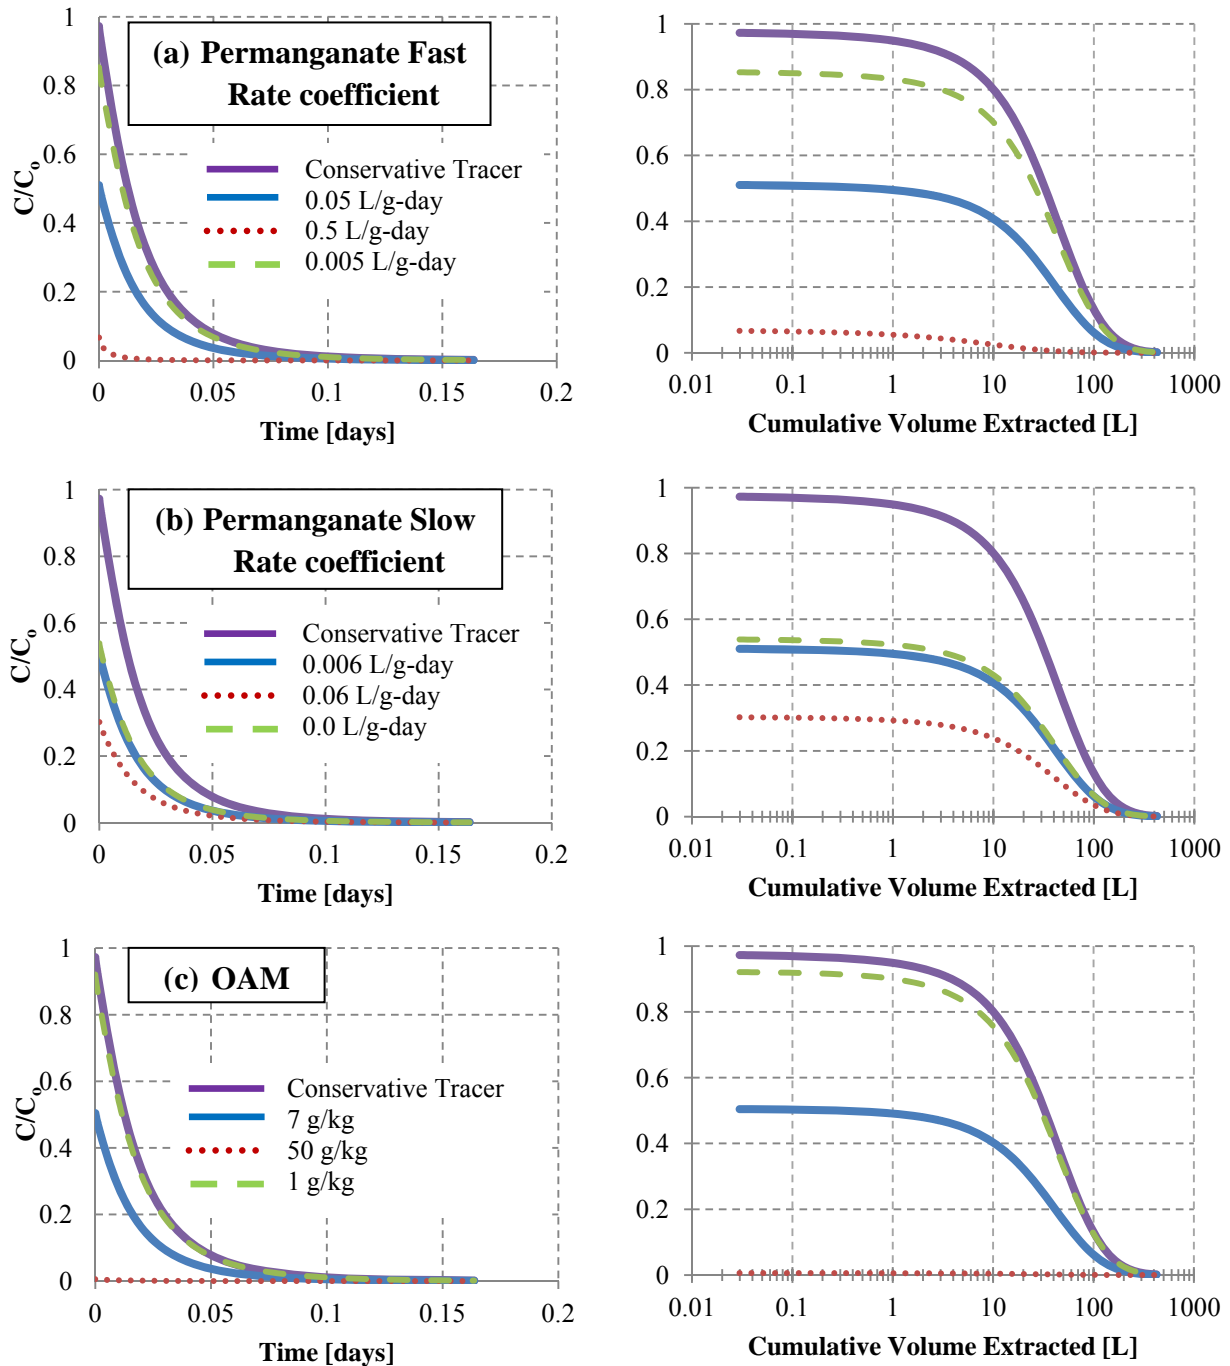 (a) Permanganate Fast
Rate coefficient
1
0.8
0.6
0.4
0.2
0
C/Co
Conservative Tracer
0.05 L/g-day
0.5 L/g-day
0.005 L/g-day
0 0.05 0.1 0.15 0.2
Time [days]
1
0.8
0.6
0.4
0.2
0
0.01 0.1 1 10 100 1000
Cumulative Volume Extracted [L]
(b) Permanganate Slow
Rate coefficient
1
0.8
0.6
0.4
0.2
0
C/Co
Conservative Tracer
0.006 L/g-day
0.06 L/g-day
0.0 L/g-day
0 0.05 0.1 0.15 0.2
Time [days]
1
0.8
0.6
0.4
0.2
0
0.01 0.1 1 10 100 1000
Cumulative Volume Extracted [L]
(c) OAM
1
0.8
0.6
0.4
0.2
0
C/Co
Conservative Tracer
7 g/kg
50 g/kg
1 g/kg
0 0.05 0.1 0.15 0.2
Time [days]
1
0.8
0.6
0.4
0.2
0
0.01 0.1 1 10 100 1000
Cumulative Volume Extracted [L]